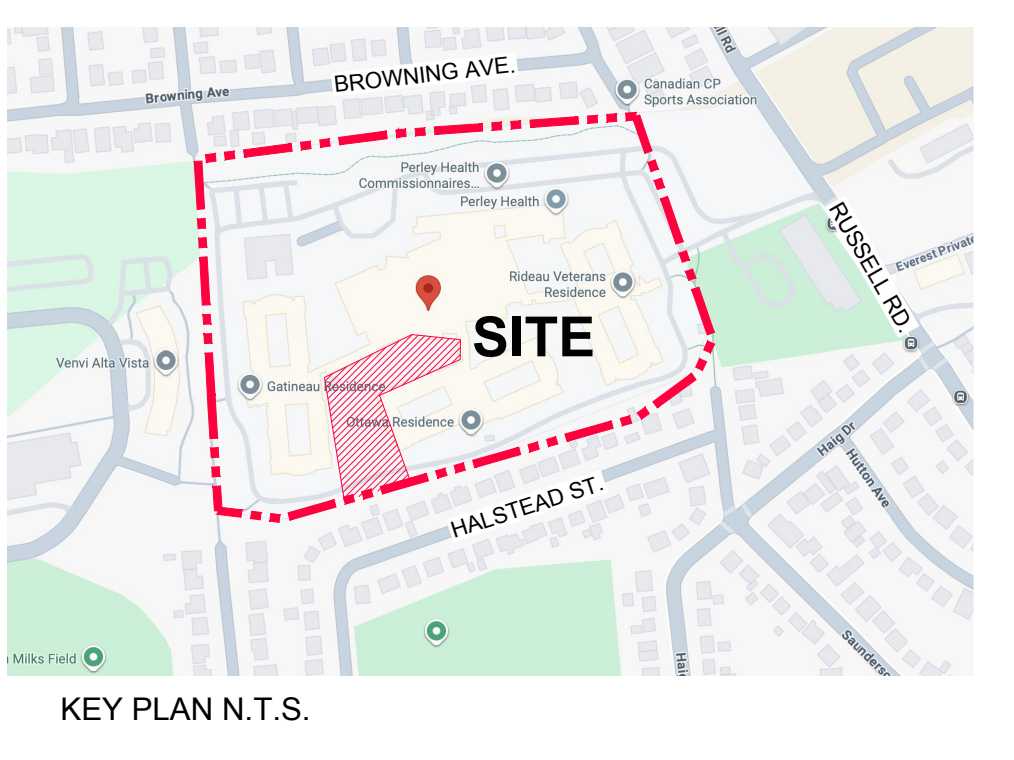 BROWNING AVE.
Browning Ave
Canadian CP
Sports Association
Perley Health
Commissionnaires...
Perley Health
RUSSELL RD.
Everest Private
Rideau Veterans
Residence
SITE
Venvi Alta Vista
Gatineau Residence
Ottawa Residence
Haig Dr
Hutton Ave
HALSTEAD ST.
Milks Field
KEY PLAN N.T.S.